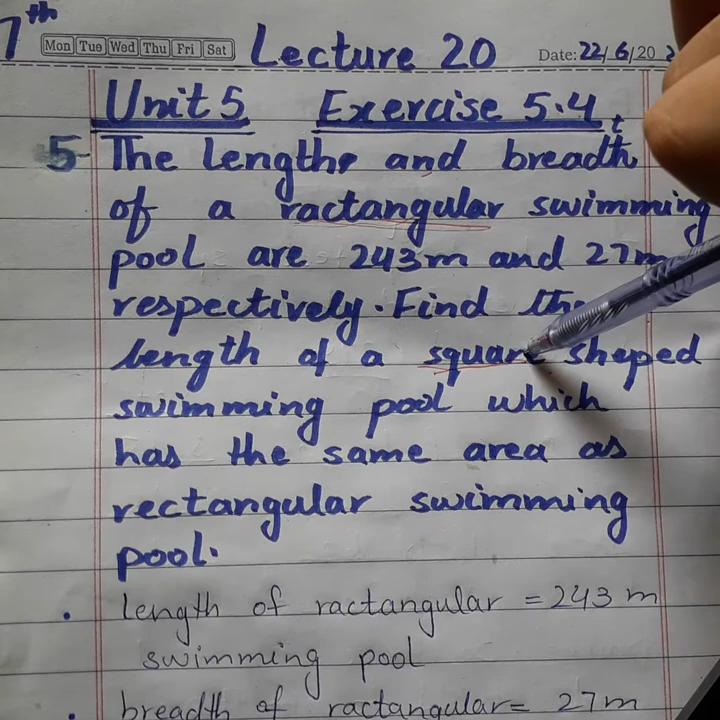 7th Mon Tue Wed Thu Fri Sat Lecture 20 Date: 22/6/20
Unit 5 Exercise 5.4
5- The length and breadth
of a ractangular swimming
pool are 243m and 27m
respectively. Find the
length of a square shaped
swimming pool which
has the same area as
rectangular swimming
pool.
. length of ractangular = 243 m
swimming pool
. breadth of ractangular = 27m